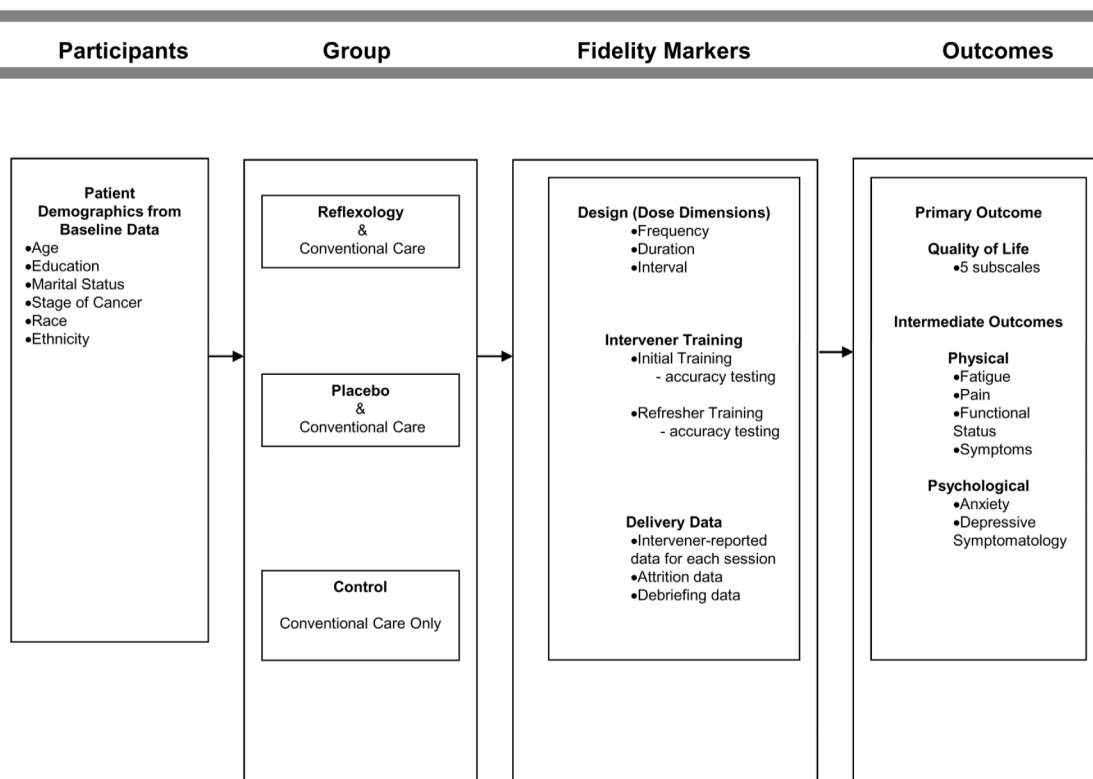 Participants
Group
Fidelity Markers
Outcomes
Patient
Demographics from
Baseline Data
•Age
•Education
•Marital Status
•Stage of Cancer
•Race
•Ethnicity
Reflexology
&
Conventional Care
Placebo
&
Conventional Care
Control
Conventional Care Only
Design (Dose Dimensions)
•Frequency
•Duration
•Interval
Intervener Training
•Initial Training
- accuracy testing
•Refresher Training
- accuracy testing
Delivery Data
•Intervener-reported
data for each session
•Attrition data
•Debriefing data
Primary Outcome
Quality of Life
•5 subscales
Intermediate Outcomes
Physical
•Fatigue
•Pain
•Functional
Status
•Symptoms
Psychological
•Anxiety
•Depressive
Symptomatology